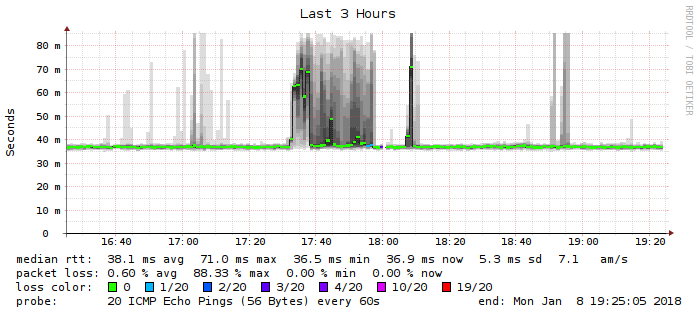 Last 3 Hours
RRDTOOL / TOBI OETIKER
Seconds
80 m
70 m
60 m
50 m
40 m
30 m
20 m
10 m
0
16:40 17:00 17:20 17:40 18:00 18:20 18:40 19:00 19:20
median rtt: 38.1 ms avg 71.0 ms max 36.5 ms min 36.9 ms now 5.3 ms sd 7.1 am/s
packet loss: 0.60 % avg 88.33 % max 0.00 % min 0.00 % now
loss color: 0 1/20 2/20 3/20 4/20 10/20 19/20
probe: 20 ICMP Echo Pings (56 Bytes) every 60s end: Mon Jan 8 19:25:05 2018